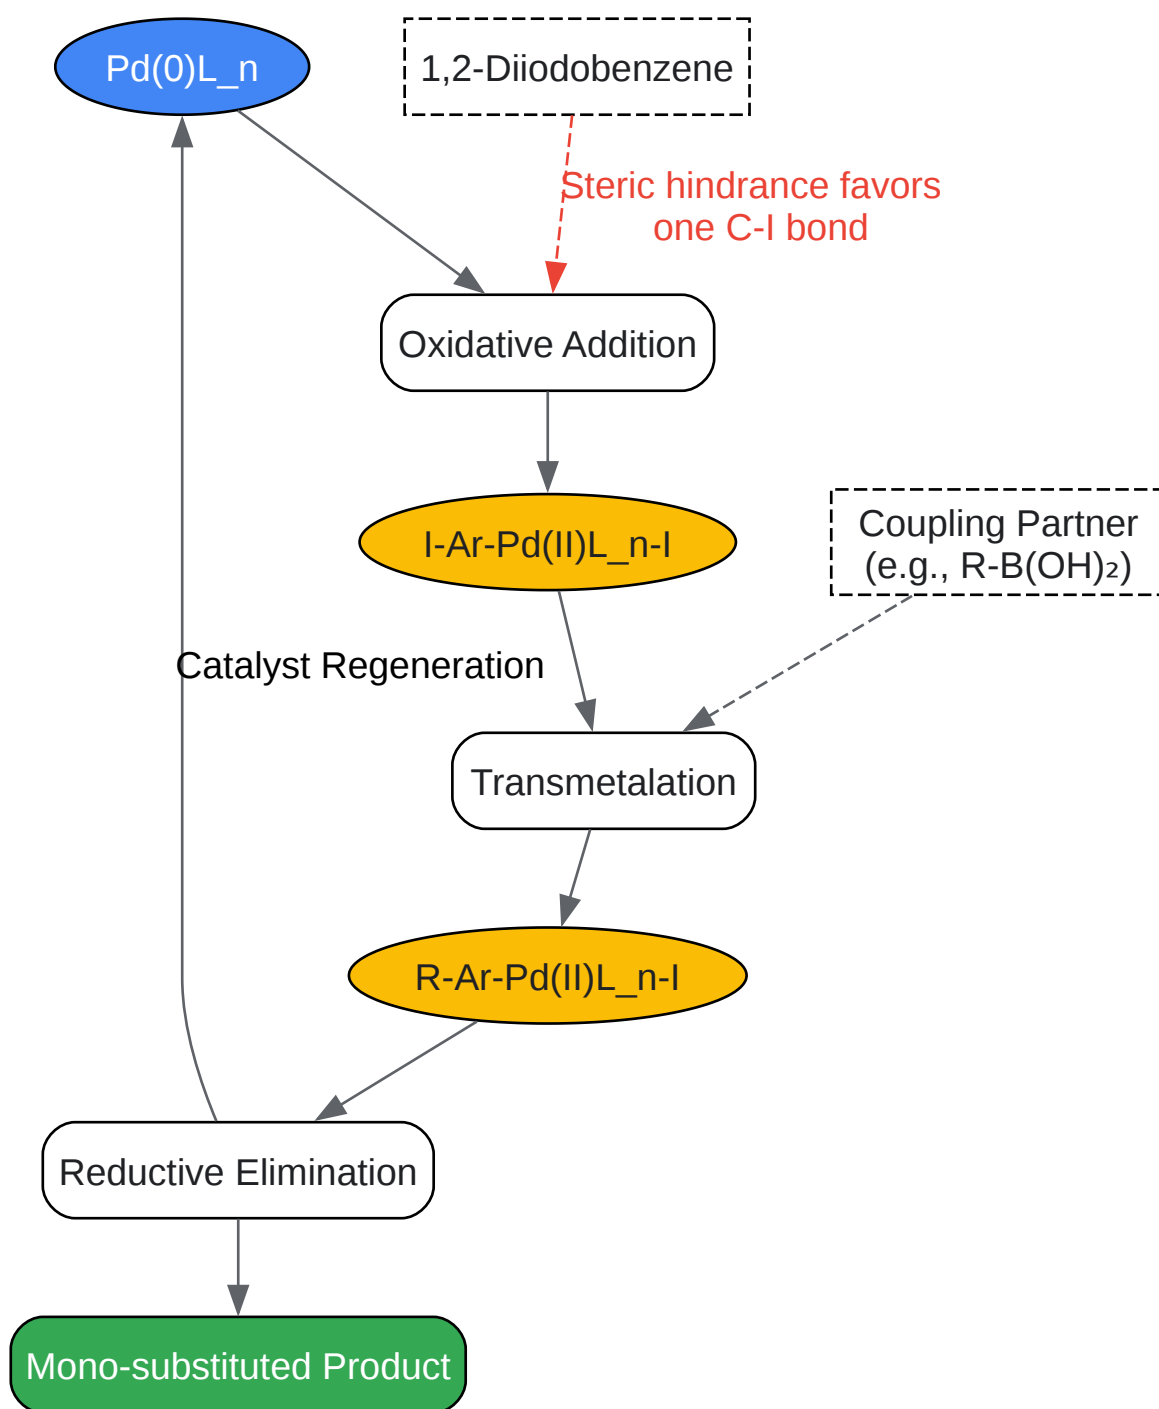 Pd(0)L_n
1,2-Diiodobenzene
Steric hindrance favors
one C-I bond
Oxidative Addition
I-Ar-Pd(II)L_n-I
Coupling Partner
(e.g., R-B(OH)₂)
Catalyst Regeneration
Transmetalation
R-Ar-Pd(II)L_n-I
Reductive Elimination
Mono-substituted Product